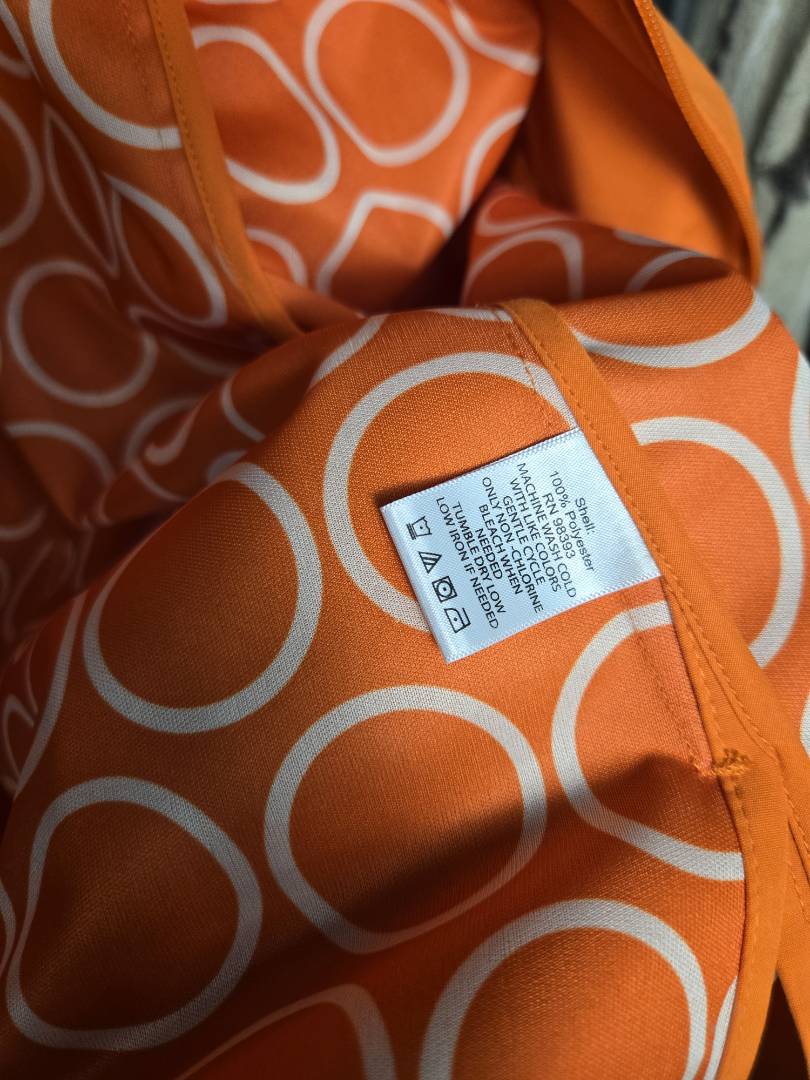 Shell:
100% Polyester
RN 98393
MACHINE WASH COLD
WITH LIKE COLORS
GENTLE CYCLE
ONLY NON -CHLORINE
BLEACH WHEN
NEEDED
TUMBLE DRY LOW
LOW IRON IF NEEDED